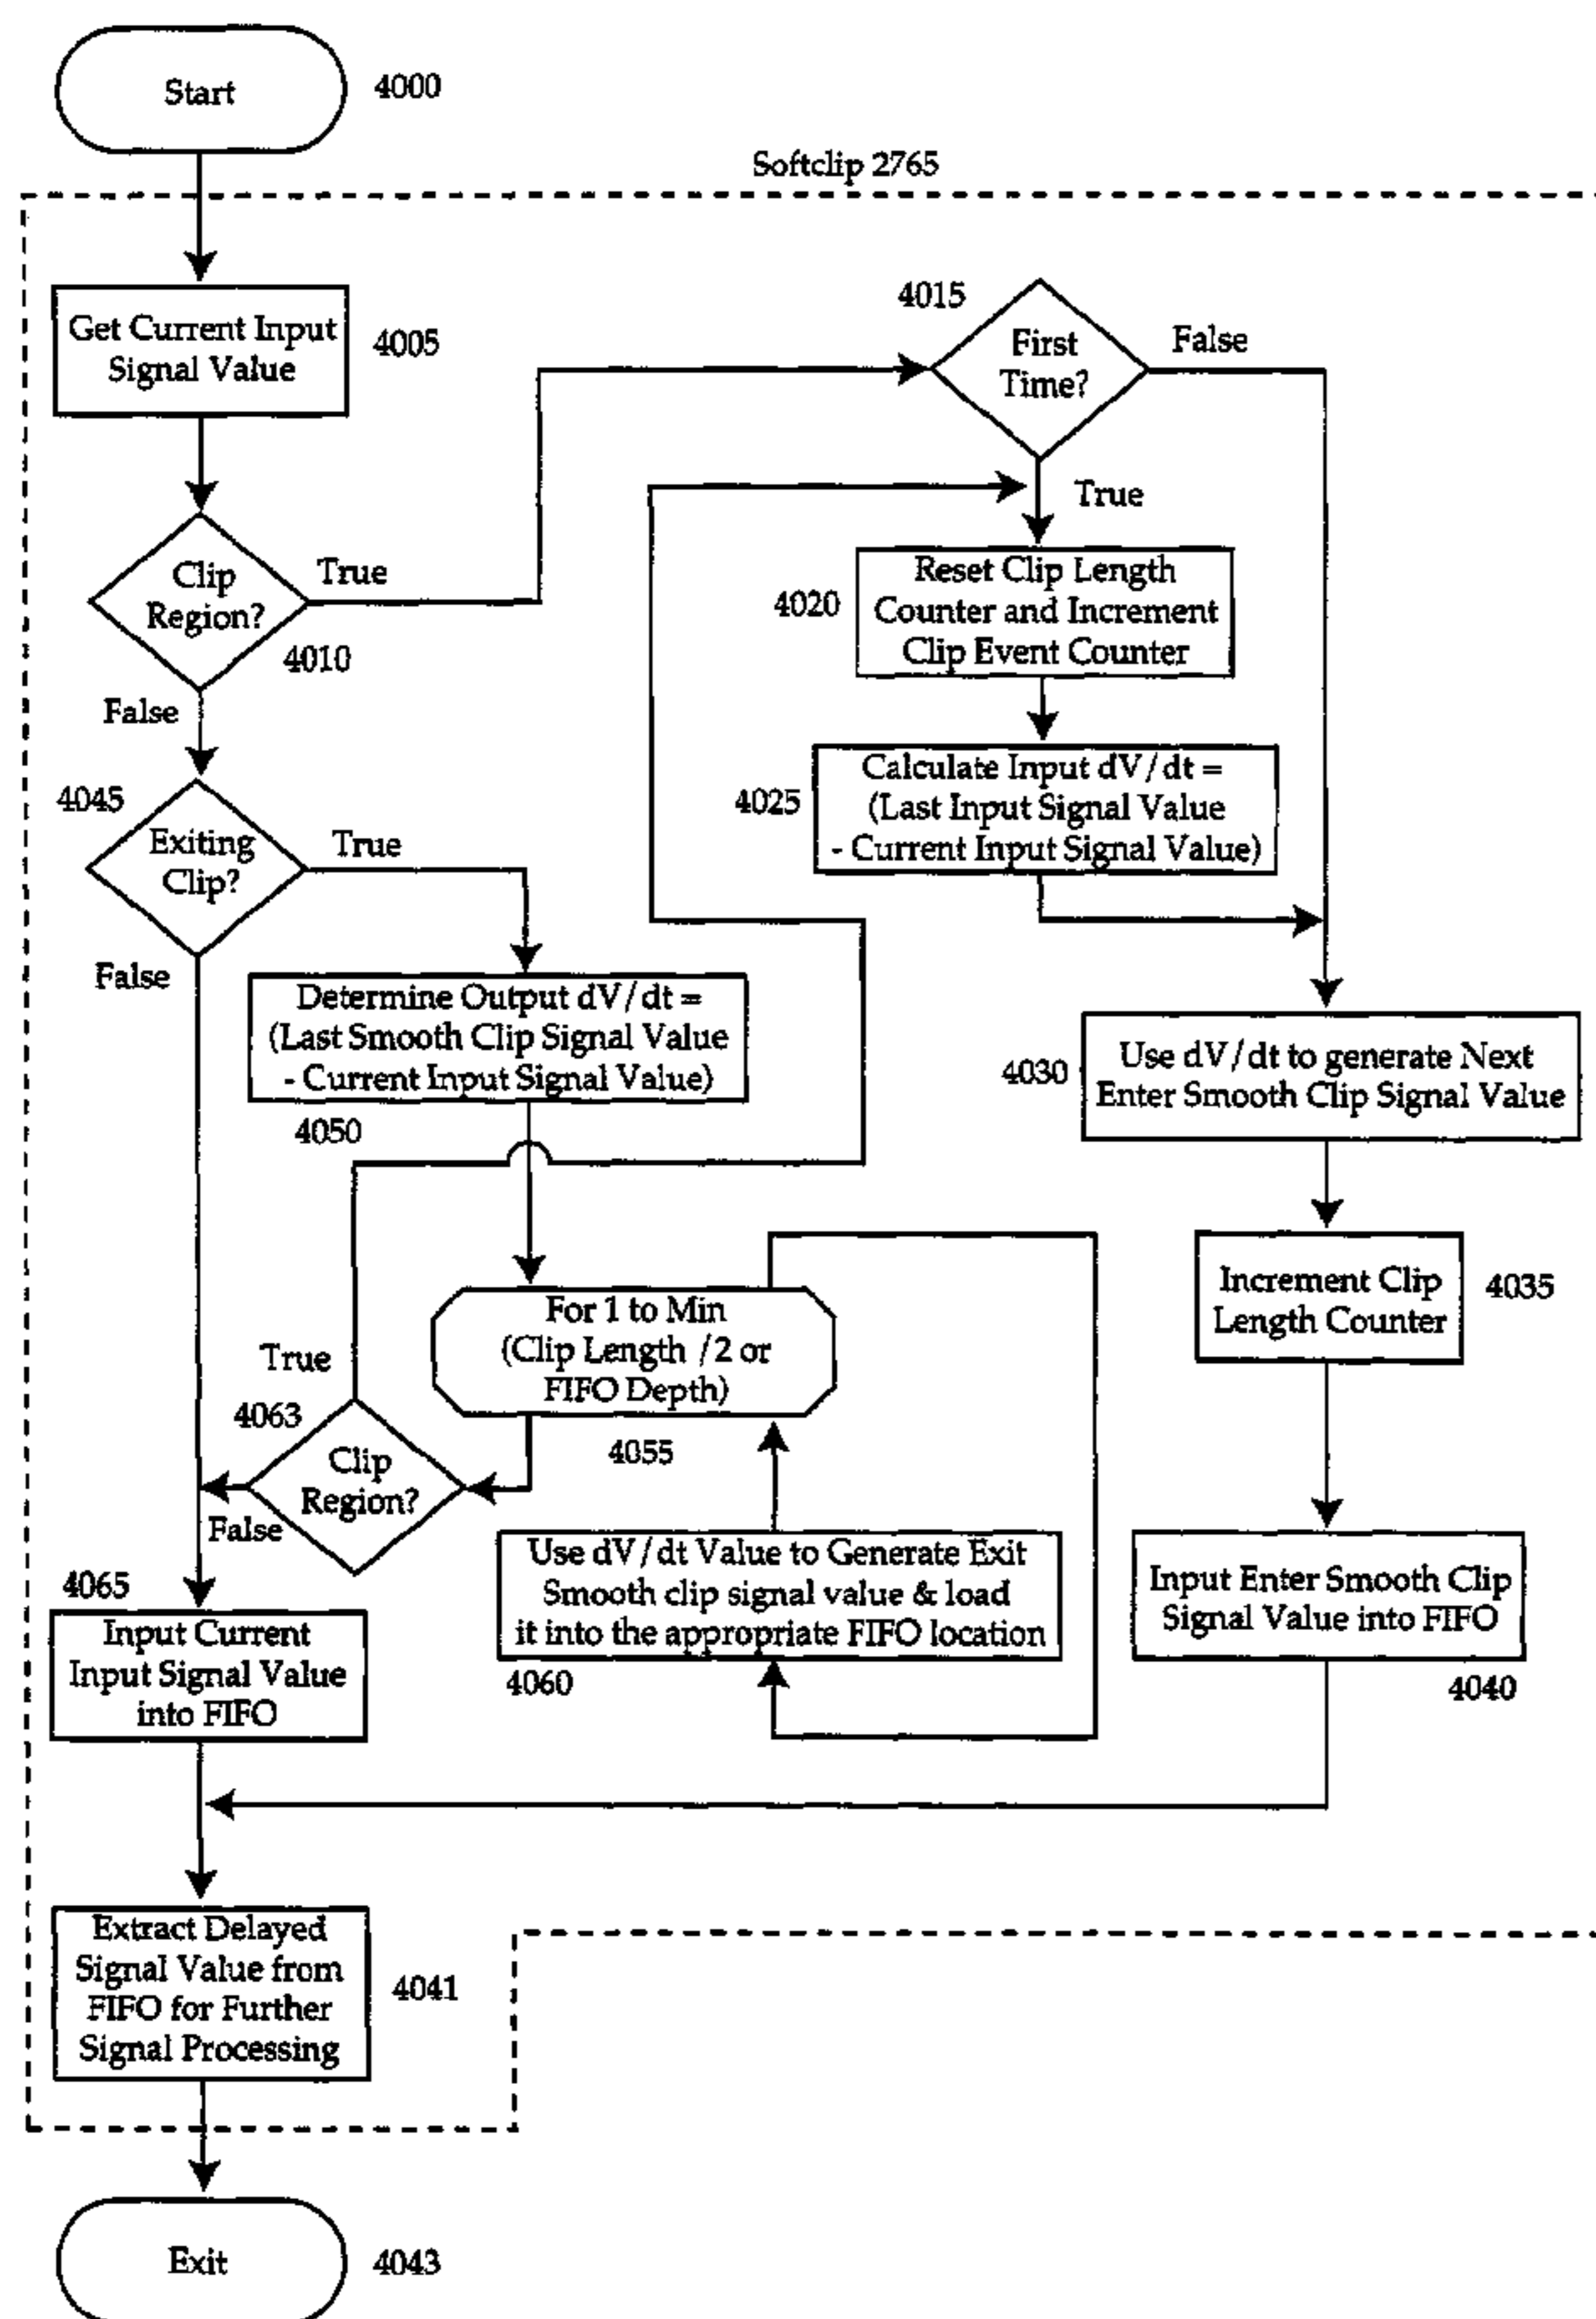 Start
4000
Softclip 2765
Get Current Input
Signal Value
4005
4015
First
Time?
False
True
Clip
Region?
True
4010
False
4020
Reset Clip Length
Counter and Increment
Clip Event Counter
4025
Calculate Input dV/dt =
(Last Input Signal Value
- Current Input Signal Value)
4045
Exiting
Clip?
True
False
Determine Output dV/dt =
(Last Smooth Clip Signal Value
- Current Input Signal Value)
4050
4030
Use dV/dt to generate Next
Enter Smooth Clip Signal Value
Increment Clip
Length Counter
4035
For 1 to Min
(Clip Length /2 or
FIFO Depth)
4055
True
4063
Clip
Region?
False
Use dV/dt Value to Generate Exit
Smooth clip signal value & load
it into the appropriate FIFO location
4060
Input Enter Smooth Clip
Signal Value into FIFO
4040
4065
Input Current
Input Signal Value
into FIFO
Extract Delayed
Signal Value from
FIFO for Further
Signal Processing
4041
Exit
4043